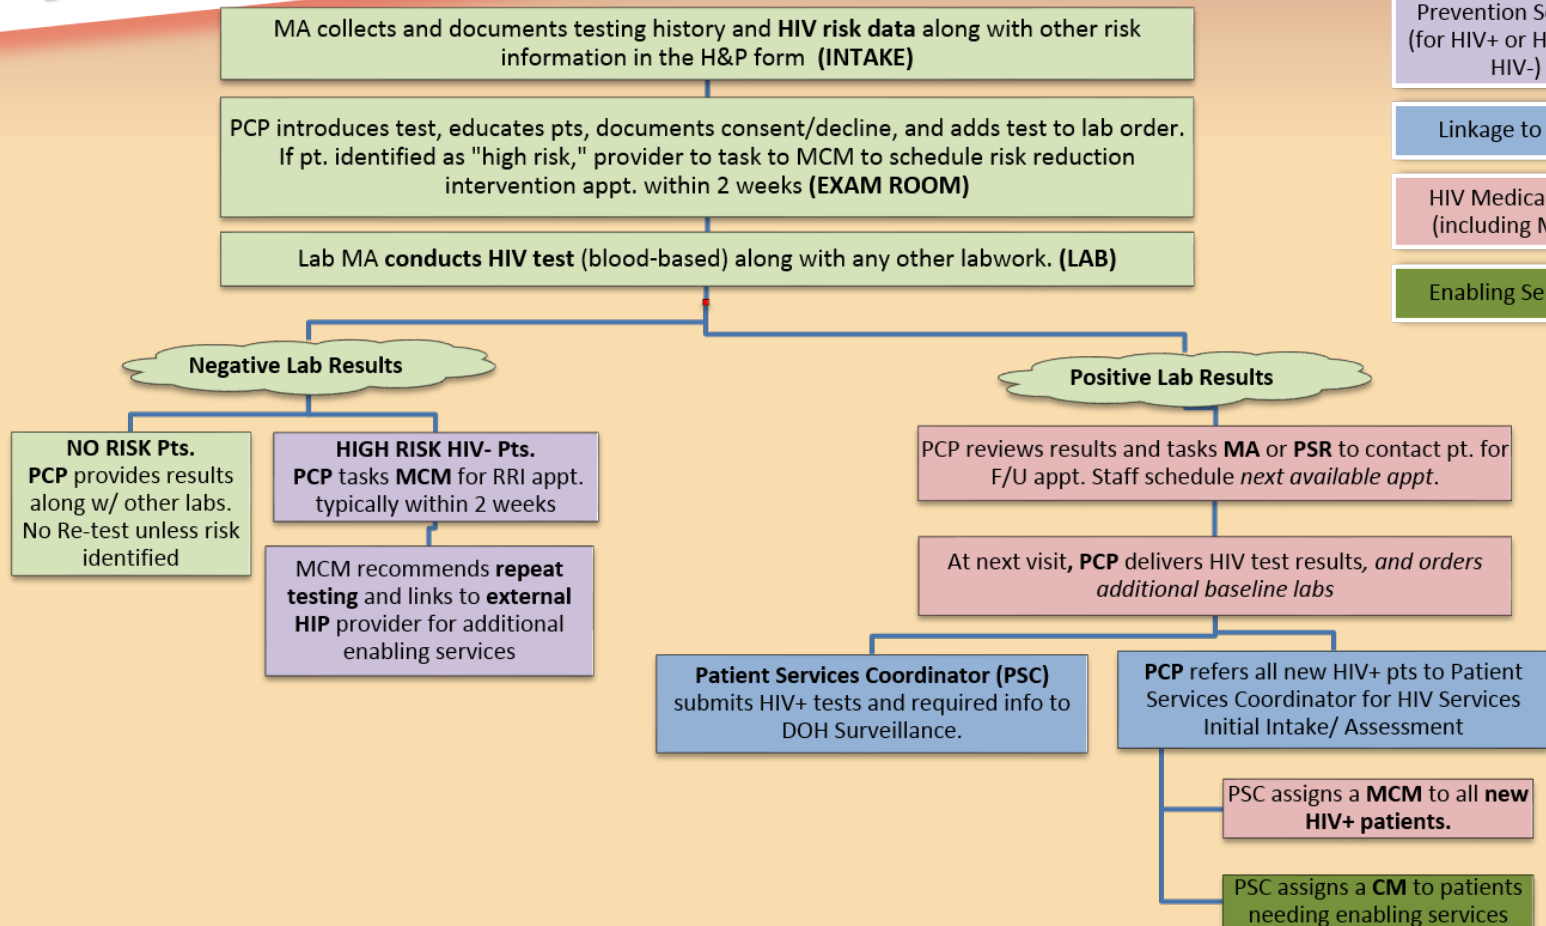 MA collects and documents testing history and HIV risk data along with other risk
information in the H&P form (INTAKE)
PCP introduces test, educates pts, documents consent/decline, and adds test to lab order.
If pt. identified as "high risk," provider to task to MCM to schedule risk reduction
intervention appt. within 2 weeks (EXAM ROOM)
Lab MA conducts HIV test (blood-based) along with any other labwork. (LAB)
Prevention
(for HIV+ or
HIV-)
Linkage to
HIV
(including
Enabling
Negative Lab Results
Positive Lab Results
NO RISK Pts.
PCP provides results
along w/ other labs.
No Re-test unless risk
identified
HIGH RISK HIV- Pts.
PCP tasks MCM for RRI appt.
typically within 2 weeks
MCM recommends repeat
testing and links to external
HIP provider for additional
enabling services
PCP reviews results and tasks MA or PSR to contact pt. for
F/U appt. Staff schedule next available appt.
At next visit, PCP delivers HIV test results, and orders
additional baseline labs
Patient Services Coordinator (PSC)
submits HIV+ tests and required info to
DOH Surveillance.
PCP refers all new HIV+ pts to Patient
Services Coordinator for HIV Services
Initial Intake/ Assessment
PSC assigns a MCM to all new
HIV+ patients.
PSC assigns a CM to patients
needing enabling services